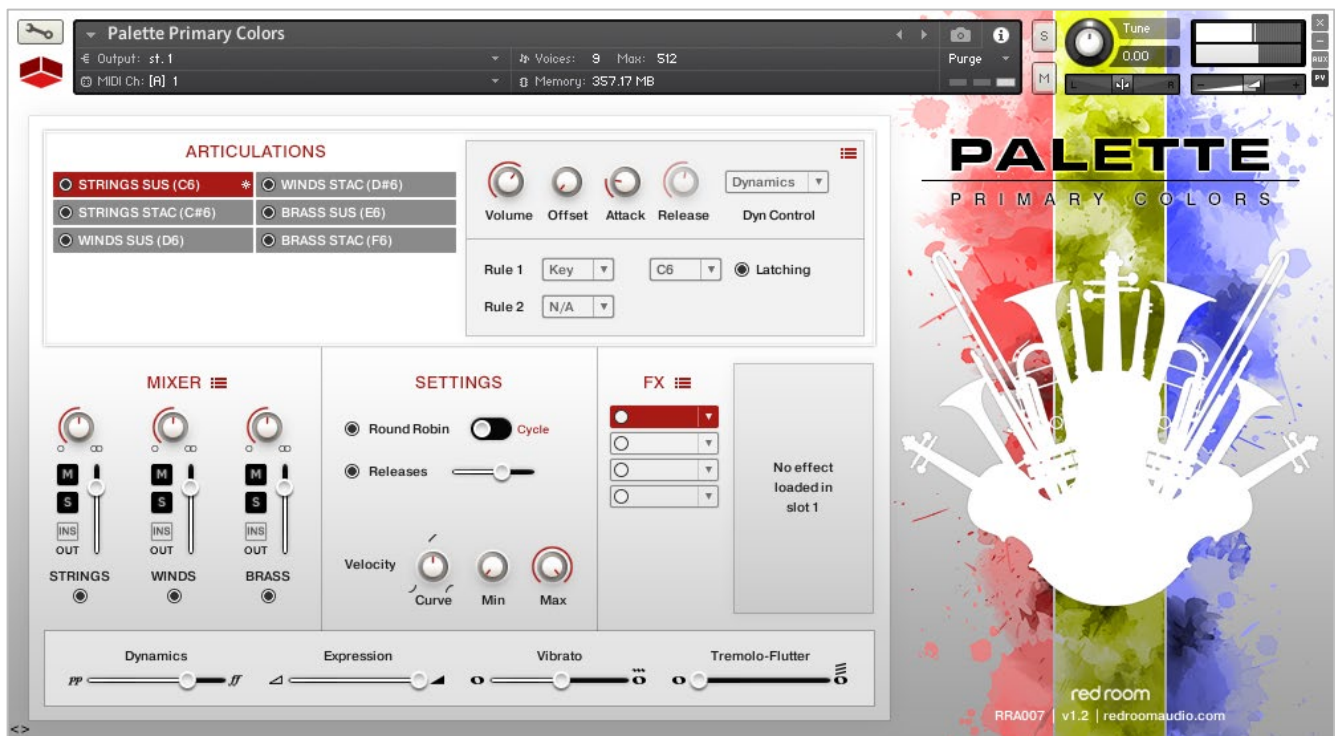 Palette Primary Colors
Output: st.1
Voices: 9 Max: 512
Purge
MIDI Ch: [A] 1
Memory: 357.17 MB
S
M
Tune
0.00
L
R
-
+
×
-
AUX
PV
ARTICULATIONS
STRINGS SUS (C6) *
WINDS STAC (D#6)
STRINGS STAC (C#6)
BRASS SUS (E6)
WINDS SUS (D6)
BRASS STAC (F6)
Volume
Offset
Attack
Release
Dynamics
Dyn Control
Rule 1
Key
C6
Latching
Rule 2
N/A
MIXER
M
S
INS
OUT
STRINGS
M
S
INS
OUT
WINDS
M
S
INS
OUT
BRASS
SETTINGS
Round Robin
Cycle
Releases
Velocity
Curve
Min
Max
FX
No effect
loaded in
slot 1
Dynamics
pp
ff
Expression
Vibrato
Tremolo-Flutter
PALETTE
PRIMARY COLORS
red room
RRA007 | v1.2 | redroomaudio.com
<>